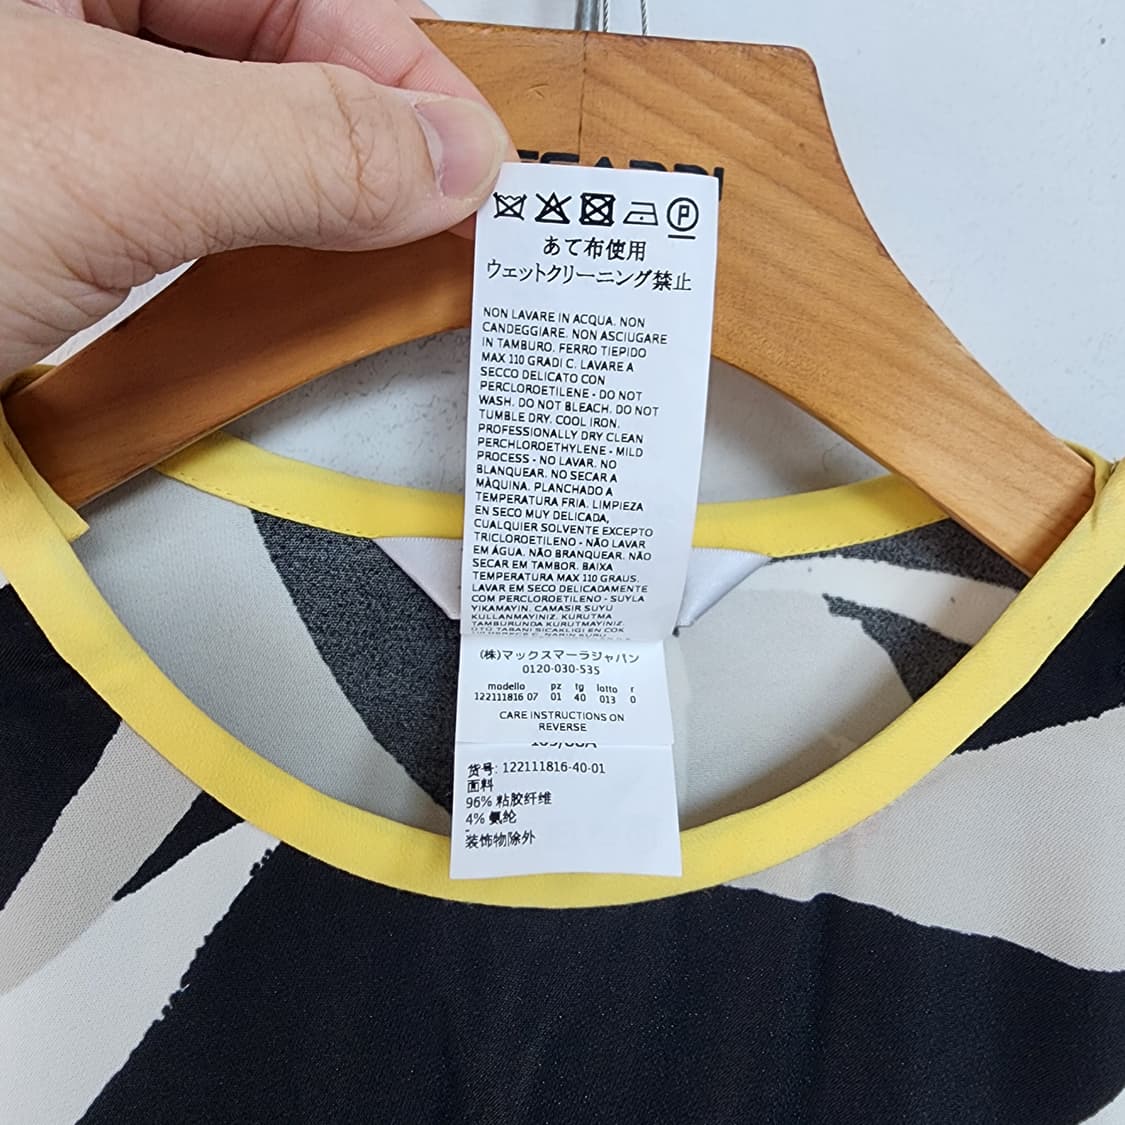 あて布使用
ウェットクリーニング禁止
NON LAVARE IN ACQUA. NON
CANDEGGIARE. NON ASCIUGARE
IN TAMBURO. FERRO TIEPIDO
MAX 110 GRADI C. LAVARE A
SECCO DELICATO CON
PERCLOROETILENE - DO NOT
WASH. DO NOT BLEACH. DO NOT
TUMBLE DRY. COOL IRON.
PROFESSIONALLY DRY CLEAN
PERCHLOROETHYLENE - MILD
PROCESS - NO LAVAR. NO
BLANQUEAR. NO SECAR A
MÀQUINA. PLANCHADO A
TEMPERATURA FRIA. LIMPIEZA
EN SECO MUY DELICADA,
CUALQUIER SOLVENTE EXCEPTO
TRICLOROETILENO - NÃO LAVAR
EM ÁGUA. NÃO BRANQUEAR. NÃO
SECAR EM TAMBOR. BAIXA
TEMPERATURA MAX 110 GRAUS.
LAVAR EM SECO DELICADAMENTE
COM PERCLOROETILENO - SUYLA
YIKAMAYIN. CAMASIR SUYU
KULLANMAYINIZ. KURUTMA
TAMBURUNDA KURUTMAYINIZ.
ÜTÜ TABANI SICAKLIGI EN COK
(株)マックスマーラジャパン
0120-030-535
modello pz tg lotto r
122111816 07 01 40 013 0
CARE INSTRUCTIONS ON
REVERSE
货号: 122111816-40-01
面料
96% 粘胶纤维
4% 氨纶
装饰物除外